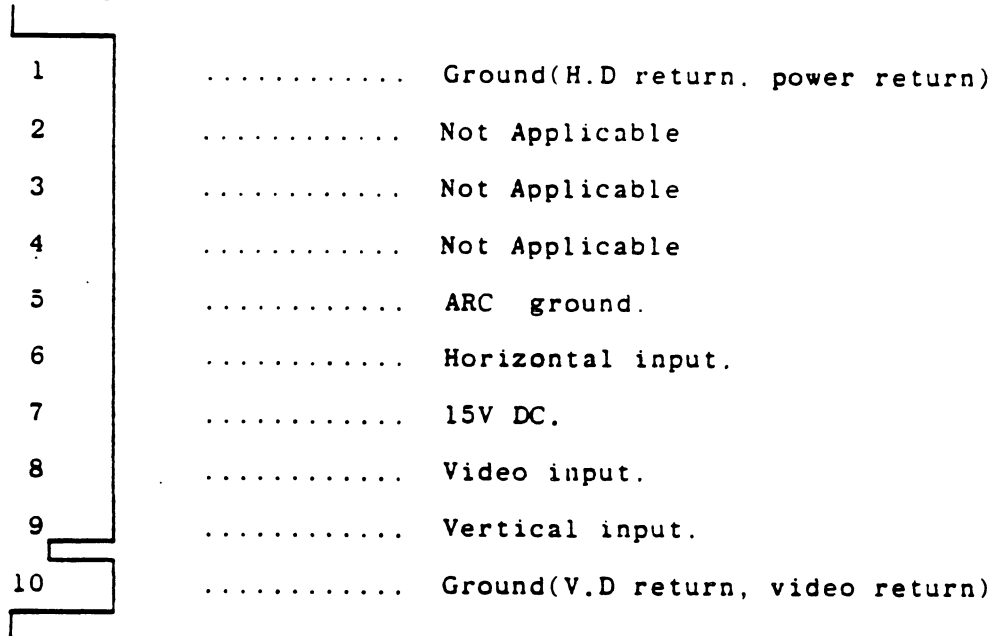 1 ............ Ground(H.D return. power return)
2 ............ Not Applicable
3 ............ Not Applicable
4 ............ Not Applicable
5 ............ ARC ground.
6 ............ Horizontal input.
7 ............ 15V DC.
8 ............ Video input.
9 ............ Vertical input.
10 ............ Ground(V.D return, video return)